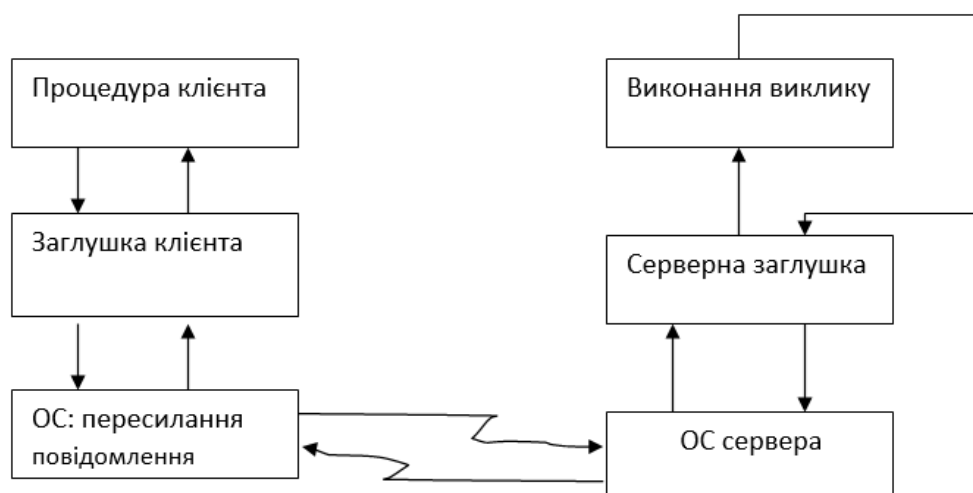 Процедура клієнта
Виконання виклику
Заглушка клієнта
Серверна заглушка
ОС: пересилання
повідомлення
ОС сервера